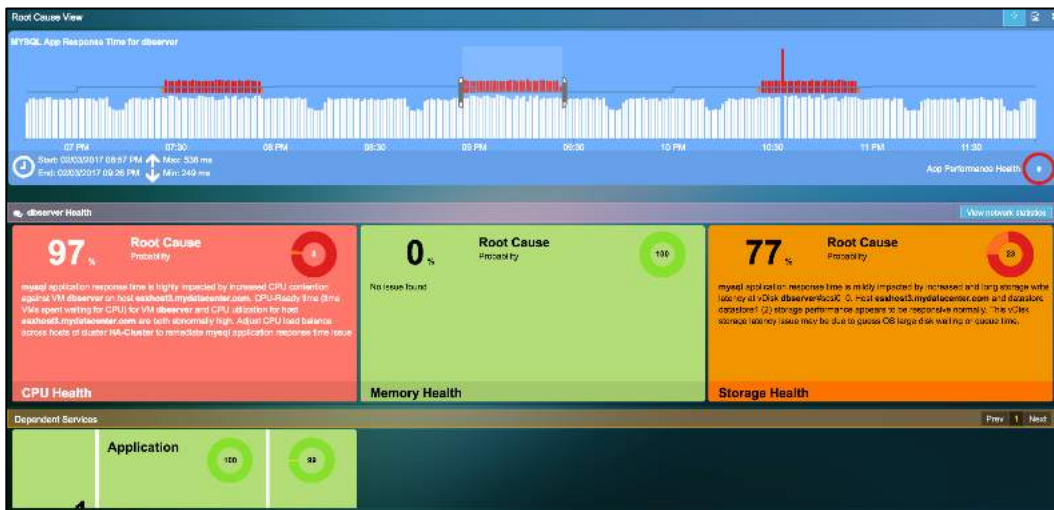 Root Cause View
MYSQL App Response Time for dbserver
07 PM 07:30 08 PM 08:30 09 PM 09:30 10 PM 10:30 11 PM 11:30
Start: 02/03/2017 08:57 PM Max: 538 ms
End: 02/03/2017 09:26 PM Min: 249 ms
App Performance Health
dbserver Health
View network statistics
97 %
Root Cause
Probability
3
mysql application response time is highly impacted by increased CPU contention
against VM dbserver on host esxhost3.mydatacenter.com. CPU-Ready time (time
VMs spent waiting for CPU) for VM dbserver and CPU utilization for host
esxhost3.mydatacenter.com are both abnormally high. Adjust CPU load balance
across hosts of cluster HA-Cluster to remediate mysql application response time issue
CPU Health
0 %
Root Cause
Probability
100
No issue found
Memory Health
77 %
Root Cause
Probability
23
mysql application response time is mildly impacted by increased and long storage write
latency at vDisk dbserver#scsi0:0. Host esxhost3.mydatacenter.com and datastore
datastore1 (2) storage performance appears to be responsive normally. This vDisk
storage latency issue may be due to guess OS large disk waiting or queue time.
Storage Health
Dependent Services
Prev 1 Next
Application
100
99